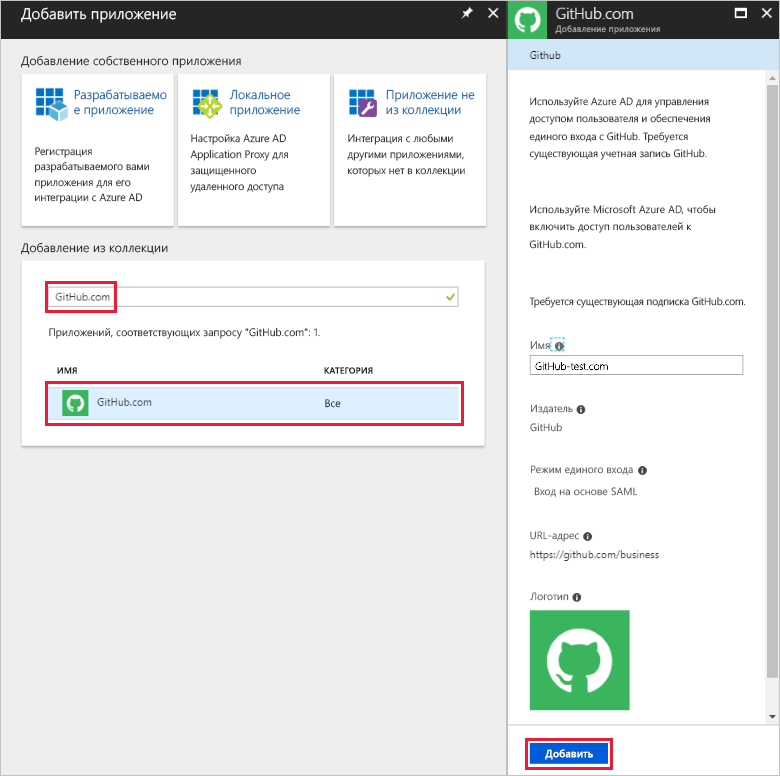 Добавить приложение
Добавление собственного приложения
Разрабатываемо
е приложение
Регистрация
разрабатываемого вами
приложения для его
интеграции с Azure AD
Локальное
приложение
Настройка Azure AD
Application Proxy для
защищенного
удаленного доступа
Приложение не
из коллекции
Интеграция с любыми
другими приложениями,
которых нет в коллекции
Добавление из коллекции
GitHub.com
Приложений, соответствующих запросу "GitHub.com": 1.
ИМЯ КАТЕГОРИЯ
GitHub.com Все
GitHub.com
Добавление приложения
Github
Используйте Azure AD для управления
доступом пользователя и обеспечения
единого входа с GitHub. Требуется
существующая учетная запись GitHub.
Используйте Microsoft Azure AD, чтобы
включить доступ пользователей к
GitHub.com.
Требуется существующая подписка GitHub.com.
Имя
GitHub-test.com
Издатель
GitHub
Режим единого входа
Вход на основе SAML
URL-адрес
https://github.com/business
Логотип
Добавить